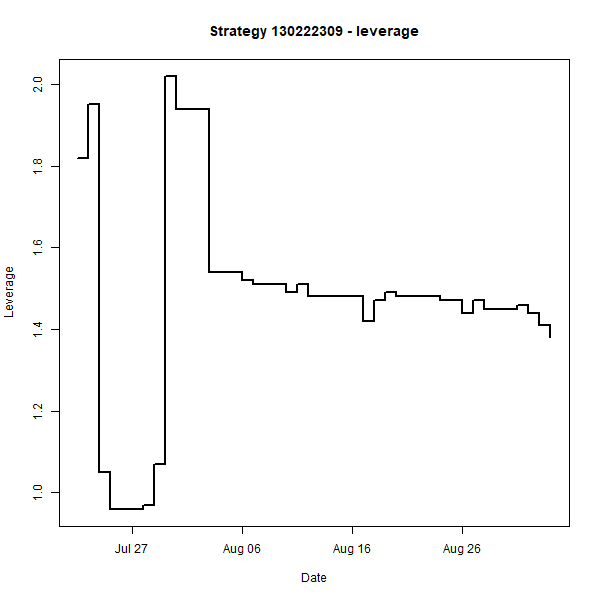 Strategy 130222309 - leverage
2.0
1.8
1.6
1.4
1.2
1.0
Leverage
Jul 27
Aug 06
Aug 16
Aug 26
Date